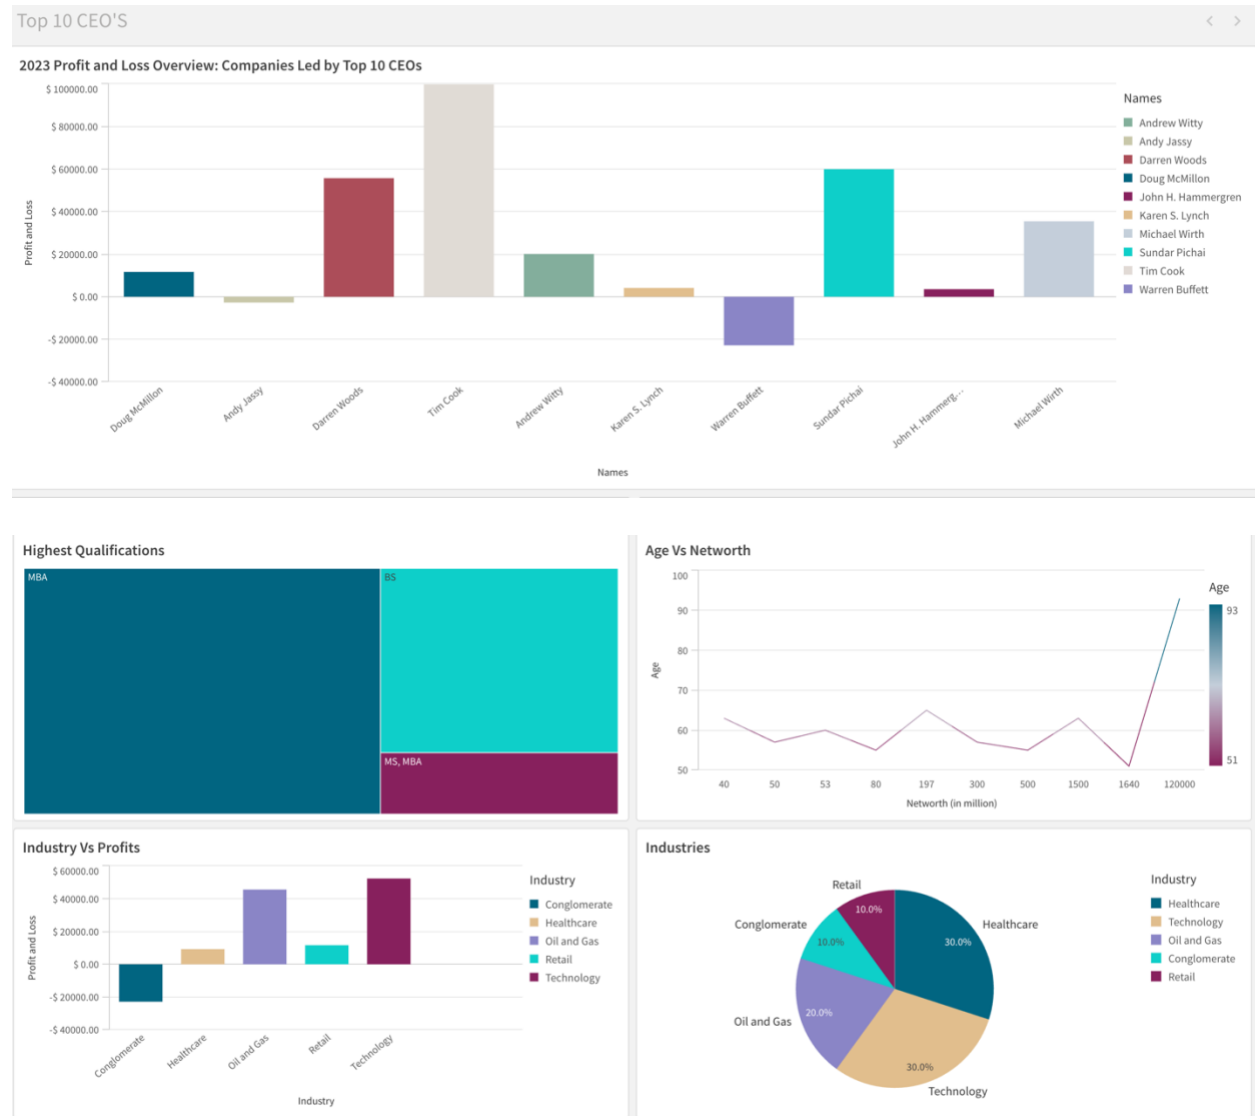 Top 10 CEO'S
2023 Profit and Loss Overview: Companies Led by Top 10 CEOs
Profit and Loss
$ 100000.00
$ 80000.00
$ 60000.00
$ 40000.00
$ 20000.00
$ 0.00
-$ 20000.00
-$ 40000.00
Doug McMillon
Andy Jassy
Darren Woods
Tim Cook
Andrew Witty
Karen S. Lynch
Warren Buffett
Sundar Pichai
John H. Hammerg...
Michael Wirth
Names
Names
Andrew Witty
Andy Jassy
Darren Woods
Doug McMillon
John H. Hammergren
Karen S. Lynch
Michael Wirth
Sundar Pichai
Tim Cook
Warren Buffett
Highest Qualifications
MBA
BS
MS, MBA
Age Vs Networth
Age
100
90
80
70
60
50
40
50
53
80
197
300
500
1500
1640
120000
Networth (in million)
Age
93
51
Industry Vs Profits
Profit and Loss
$ 60000.00
$ 40000.00
$ 20000.00
$ 0.00
-$ 20000.00
-$ 40000.00
Conglomerate
Healthcare
Oil and Gas
Retail
Technology
Industry
Industry
Conglomerate
Healthcare
Oil and Gas
Retail
Technology
Industries
Retail
10.0%
Conglomerate
10.0%
Healthcare
30.0%
Oil and Gas
20.0%
30.0%
Technology
Industry
Healthcare
Technology
Oil and Gas
Conglomerate
Retail